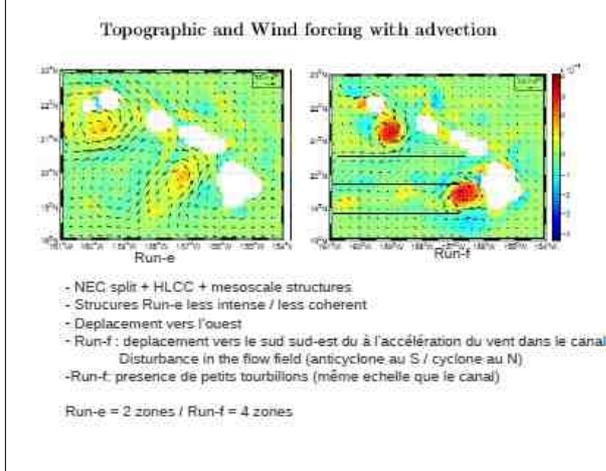 Topographic and Wind forcing with advection
Run-e
Run-f
- NEC split + HLCC + mesoscale structures
- Strucures Run-e less intense / less coherent
- Deplacement vers l'ouest
- Run-f : deplacement vers le sud sud-est du à l'accélération du vent dans le canal
Disturbance in the flow field (anticyclone au S / cyclone au N)
-Run-f: presence de petits tourbillons (même echelle que le canal)
Run-e = 2 zones / Run-f = 4 zones